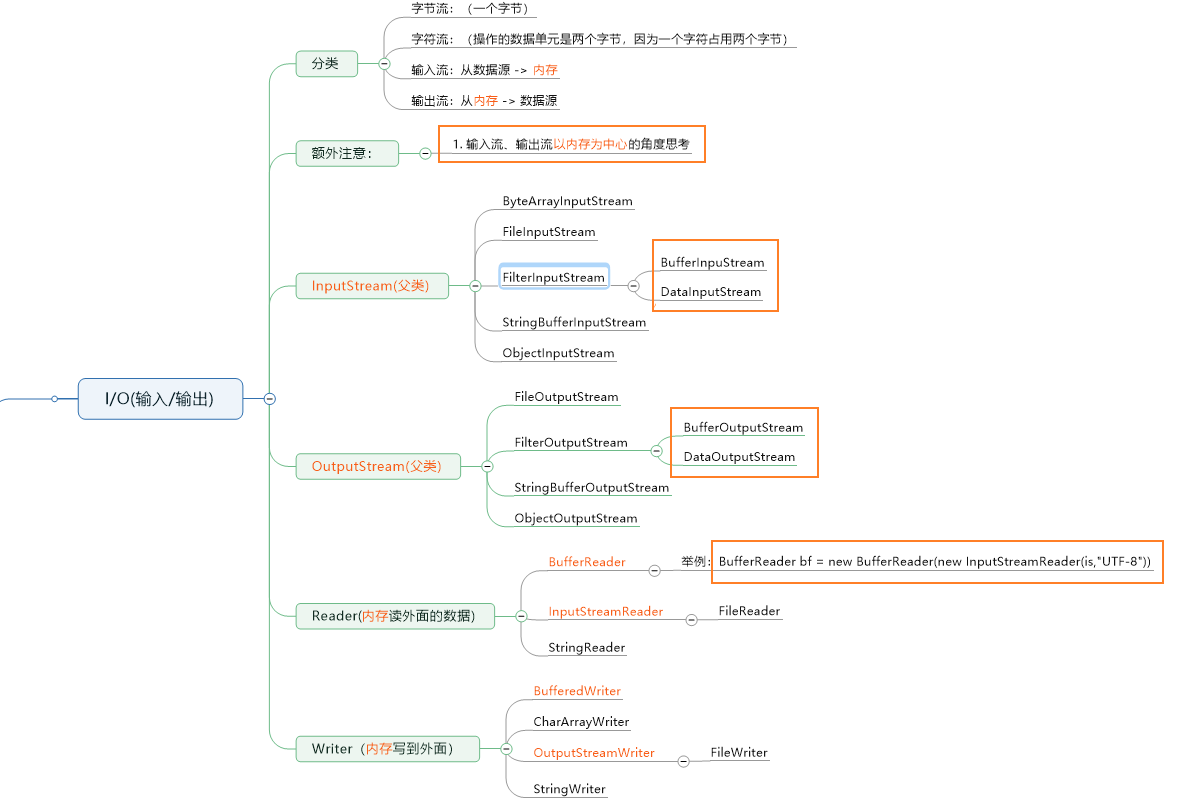 I/O(输入/输出)
分类
字节流：（一个字节）
字符流：（操作的数据单元是两个字节，因为一个字符占用两个字节）
输入流：从数据源 -> 内存
输出流：从内存 -> 数据源
额外注意：
1. 输入流、输出流以内存为中心的角度思考
InputStream(父类)
ByteArrayInputStream
FileInputStream
FilterInputStream
BufferInpuStream
DataInputStream
StringBufferInputStream
ObjectInputStream
OutputStream(父类)
FileOutputStream
FilterOutputStream
BufferOutputStream
DataOutputStream
StringBufferOutputStream
ObjectOutputStream
Reader(内存读外面的数据)
BufferReader
举例：BufferReader bf = new BufferReader(new InputStreamReader(is,"UTF-8"))
InputStreamReader
FileReader
StringReader
Writer（内存写到外面）
BufferedWriter
CharArrayWriter
OutputStreamWriter
FileWriter
StringWriter